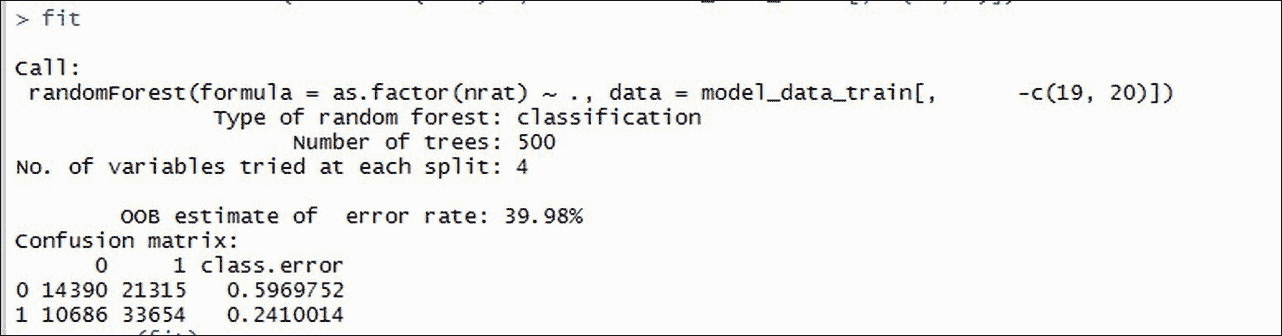 > fit
Call:
randomForest(formula = as.factor(nrat) ~ ., data = model_data_train[,      -c(19, 20)])
Type of random forest: classification
Number of trees: 500
No. of variables tried at each split: 4
OOB estimate of  error rate: 39.98%
Confusion matrix:
0     1 class.error
0 14390 21315   0.5969752
1 10686 33654   0.2410014